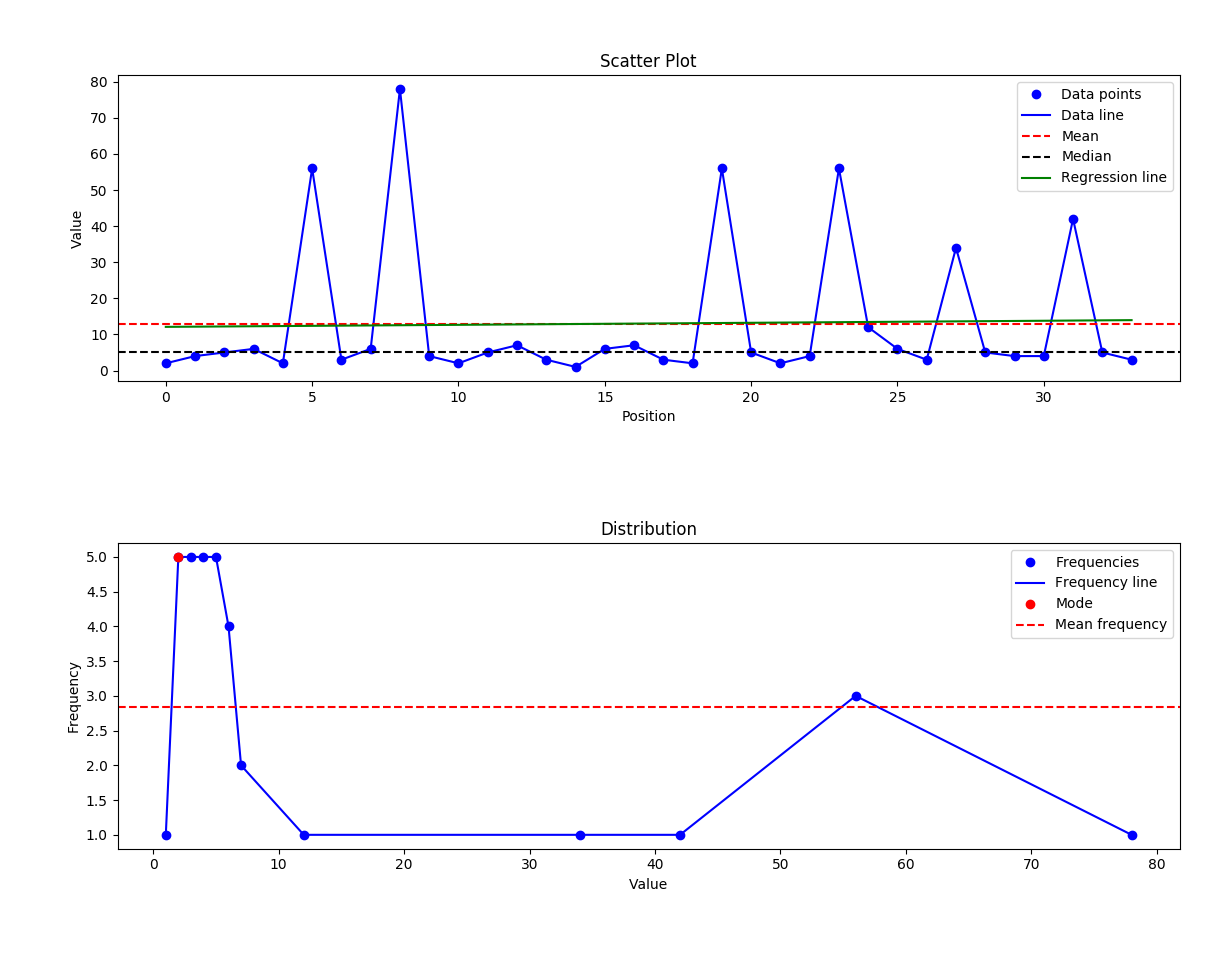 Scatter Plot
80
70
60
50
40
30
20
10
0
Value
0 5 10 15 20 25 30
Position
Data points
Data line
Mean
Median
Regression line
Distribution
5.0
4.5
4.0
3.5
3.0
2.5
2.0
1.5
1.0
Frequency
0 10 20 30 40 50 60 70 80
Value
Frequencies
Frequency line
Mode
Mean frequency